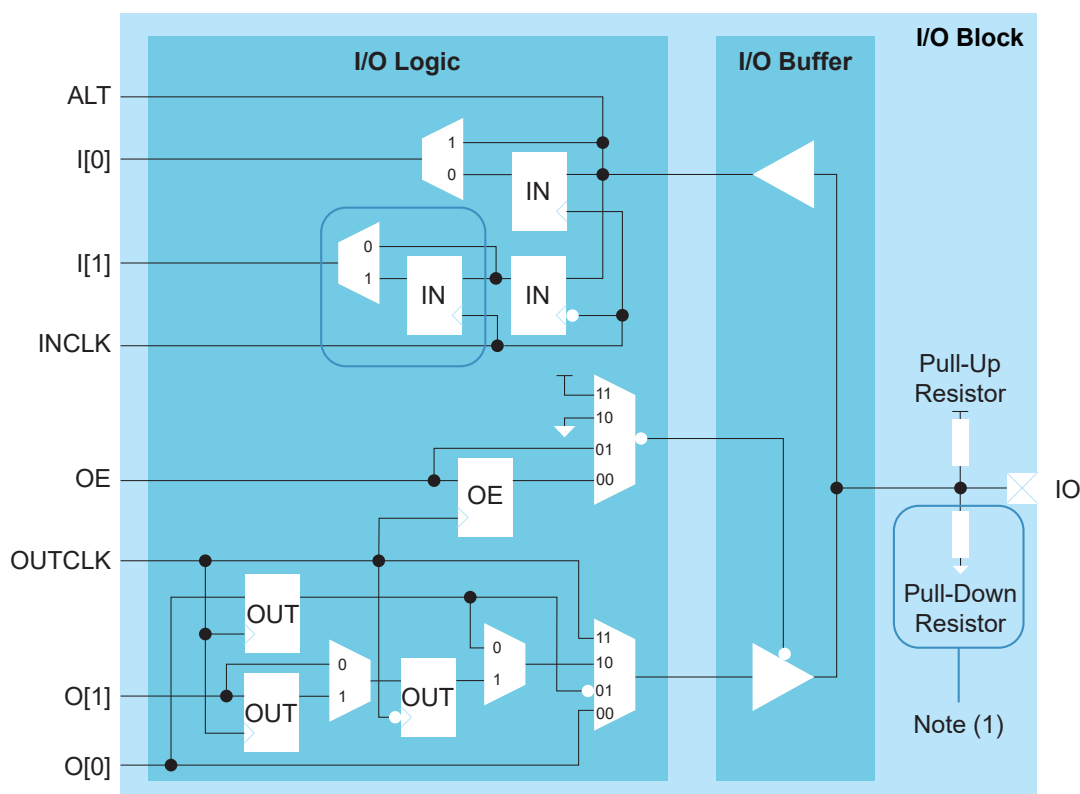 I/O Block
I/O Logic
I/O Buffer
ALT
1
I[0]
0
IN
0
I[1]
1
IN
IN
INCLK
Pull-Up
Resistor
11
10
01
OE
00
OE
IO
OUTCLK
Pull-Down
Resistor
OUT
11
0
10
0
1
01
O[1]
1
OUT
OUT
00
Note (1)
O[0]